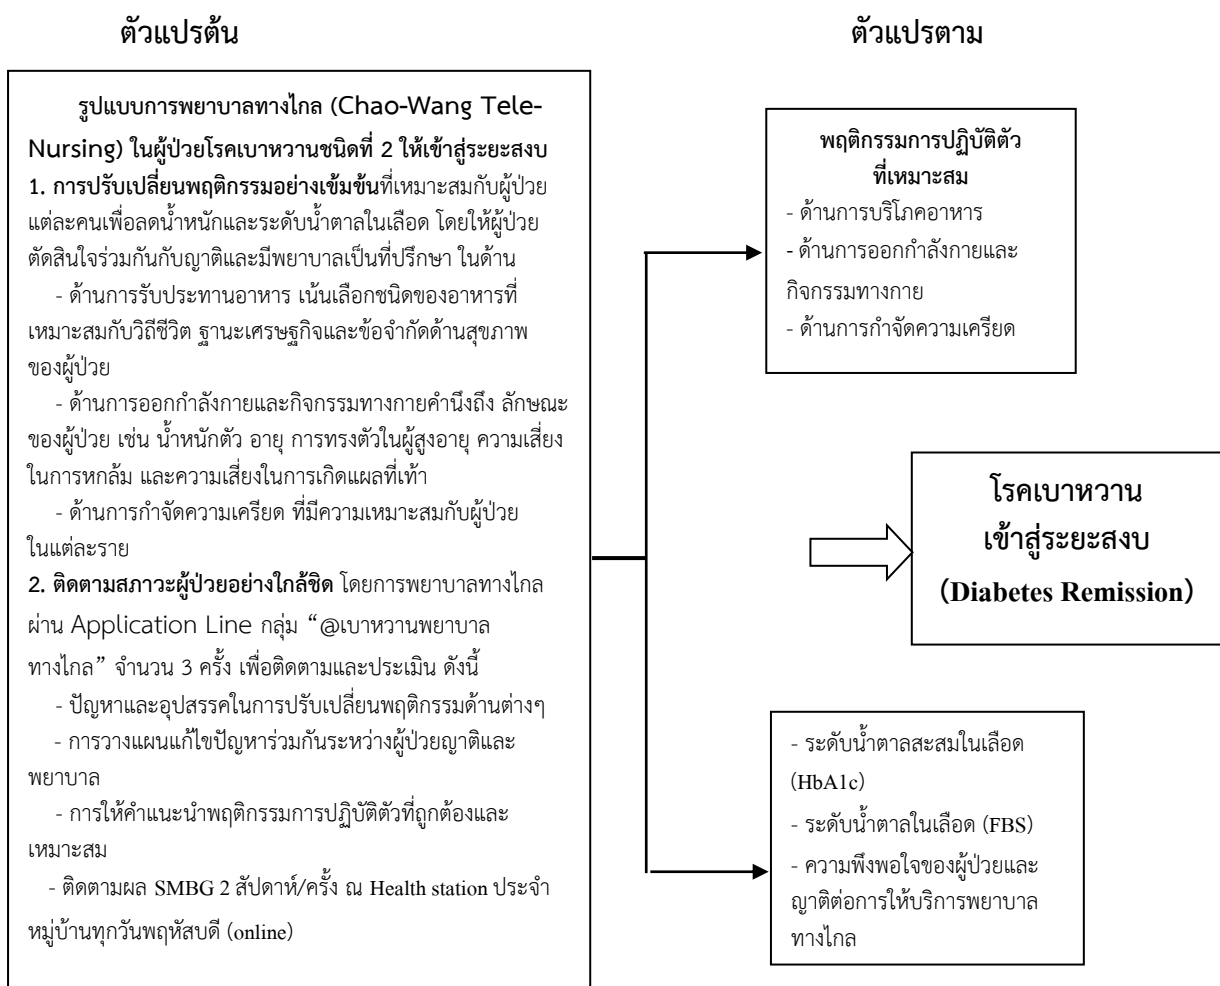 ตัวแปรต้น
ตัวแปรตาม
รูปแบบการพยาบาลทางไกล (Chao-Wang Tele-
Nursing) ในผู้ป่วยโรคเบาหวานชนิดที่ 2 ให้เข้าสู่ระยะสงบ
1. การปรับเปลี่ยนพฤติกรรมอย่างเข้มข้นที่เหมาะสมกับผู้ป่วย
แต่ละคนเพื่อลดน้ำหนักและระดับน้ำตาลในเลือด โดยให้ผู้ป่วย
ตัดสินใจร่วมกันกับญาติและมีพยาบาลเป็นที่ปรึกษา ในด้าน
- ด้านการรับประทานอาหาร เน้นเลือกชนิดของอาหารที่
เหมาะสมกับวิถีชีวิต ฐานะเศรษฐกิจและข้อจำกัดด้านสุขภาพ
ของผู้ป่วย
- ด้านการออกกำลังกายและกิจกรรมทางกายคำนึงถึง ลักษณะ
ของผู้ป่วย เช่น น้ำหนักตัว อายุ การทรงตัวในผู้สูงอายุ ความเสี่ยง
ในการหกล้ม และความเสี่ยงในการเกิดแผลที่เท้า
- ด้านการกำจัดความเครียด ที่มีความเหมาะสมกับผู้ป่วย
ในแต่ละราย
2. ติดตามสภาวะผู้ป่วยอย่างใกล้ชิด โดยการพยาบาลทางไกล
ผ่าน Application Line กลุ่ม “@เบาหวานพยาบาล
ทางไกล” จำนวน 3 ครั้ง เพื่อติดตามและประเมิน ดังนี้
- ปัญหาและอุปสรรคในการปรับเปลี่ยนพฤติกรรมด้านต่างๆ
- การวางแผนแก้ไขปัญหาร่วมกันระหว่างผู้ป่วยญาติและ
พยาบาล
- การให้คำแนะนำพฤติกรรมการปฏิบัติตัวที่ถูกต้องและ
เหมาะสม
- ติดตามผล SMBG 2 สัปดาห์/ครั้ง ณ Health station ประจำ
หมู่บ้านทุกวันพฤหัสบดี (online)
พฤติกรรมการปฏิบัติตัว
ที่เหมาะสม
- ด้านการบริโภคอาหาร
- ด้านการออกกำลังกายและ
กิจกรรมทางกาย
- ด้านการกำจัดความเครียด
โรคเบาหวาน
เข้าสู่ระยะสงบ
(Diabetes Remission)
- ระดับน้ำตาลสะสมในเลือด
(HbA1c)
- ระดับน้ำตาลในเลือด (FBS)
- ความพึงพอใจของผู้ป่วยและ
ญาติต่อการให้บริการพยาบาล
ทางไกล